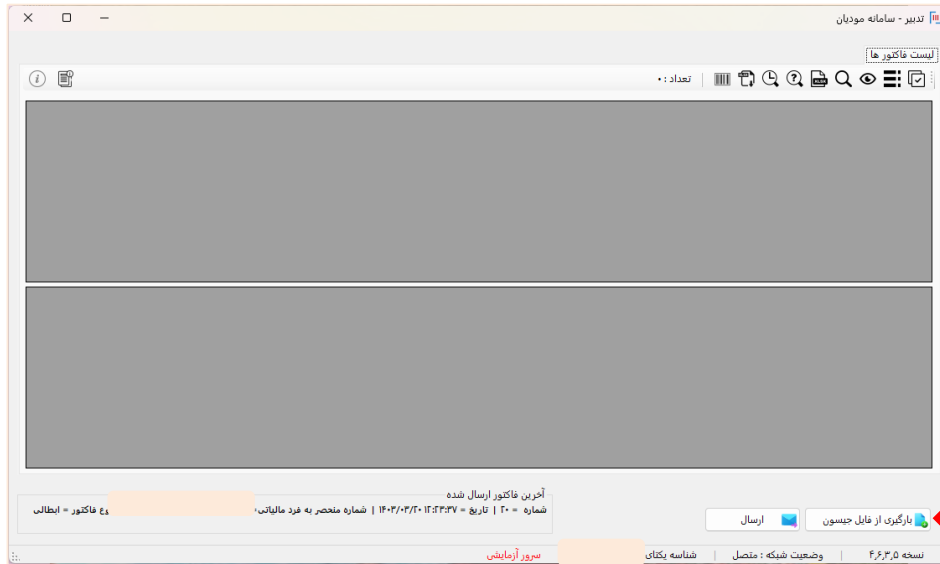 تدبیر - سامانه مودیان
لیست فاکتور ها
تعداد : ۰
XLSX
آخرین فاکتور ارسال شده
شماره = ۲۰ | تاریخ = ۱۴۰۳/۰۳/۲۰ ۱۲:۲۳:۳۷ | شماره منحصر به فرد مالیاتی
وع فاکتور = ابطالی
بارگیری از فایل جیسون
ارسال
نسخه ۴,۶,۳,۵ | وضعیت شبکه : متصل | شناسه یکتای
سرور آزمایشی